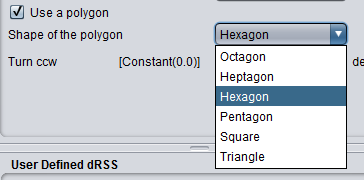 Use a polygon
Shape of the polygon Hexagon
Octagon
Turn ccw [Constant(0.0)] de
Heptagon
Hexagon
Pentagon
Square
Triangle
User Defined dRSS